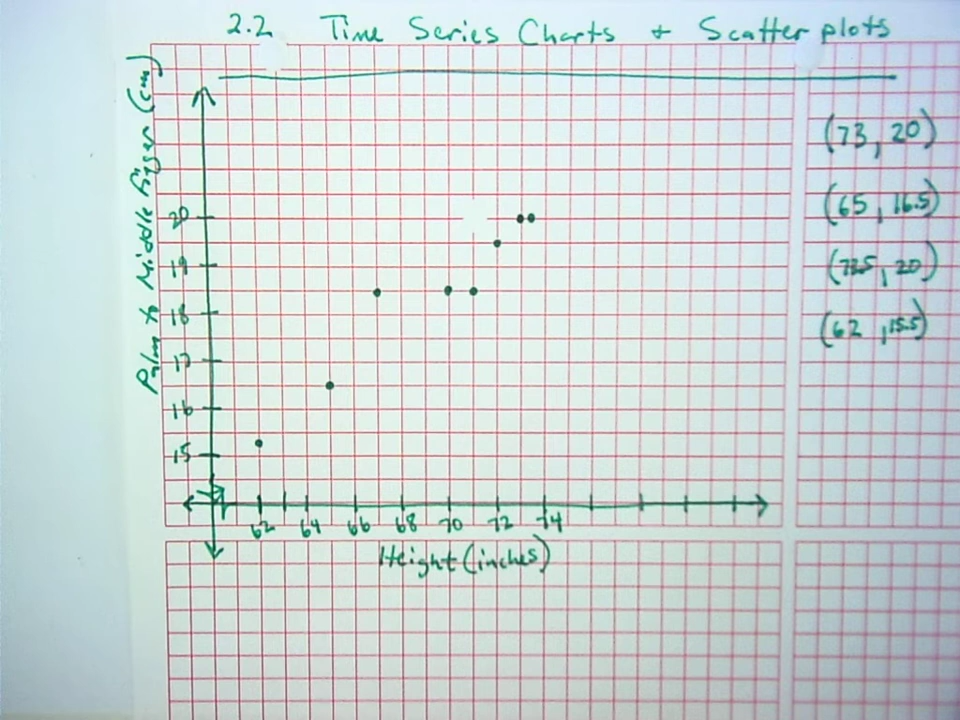 2.2 Time Series Charts + Scatter plots
Palm to Middle finger (cm)
20
19
18
17
16
15
62 64 66 68 70 72 74
Height (inches)
(73, 20)
(65, 16.5)
(72.5, 20)
(62, 15.5)